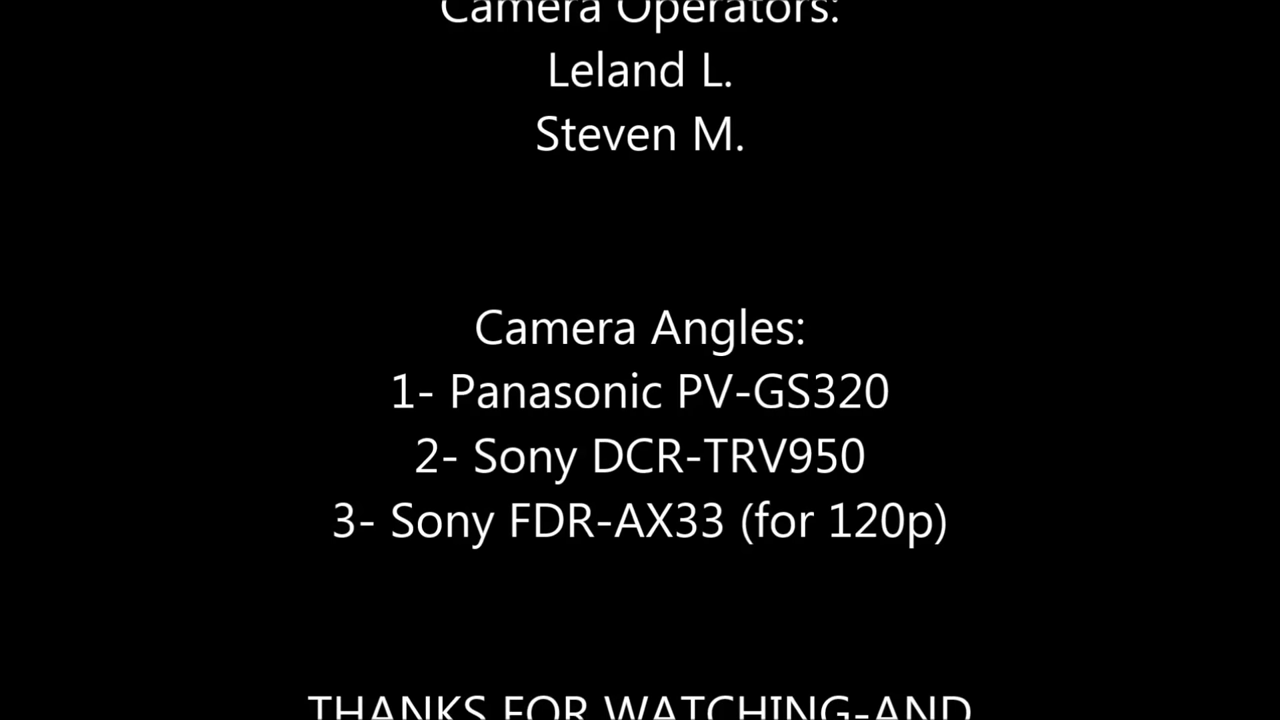 Camera Operators:
Leland L.
Steven M.
Camera Angles:
1- Panasonic PV-GS320
2- Sony DCR-TRV950
3- Sony FDR-AX33 (for 120p)
THANKS FOR WATCHING-AND